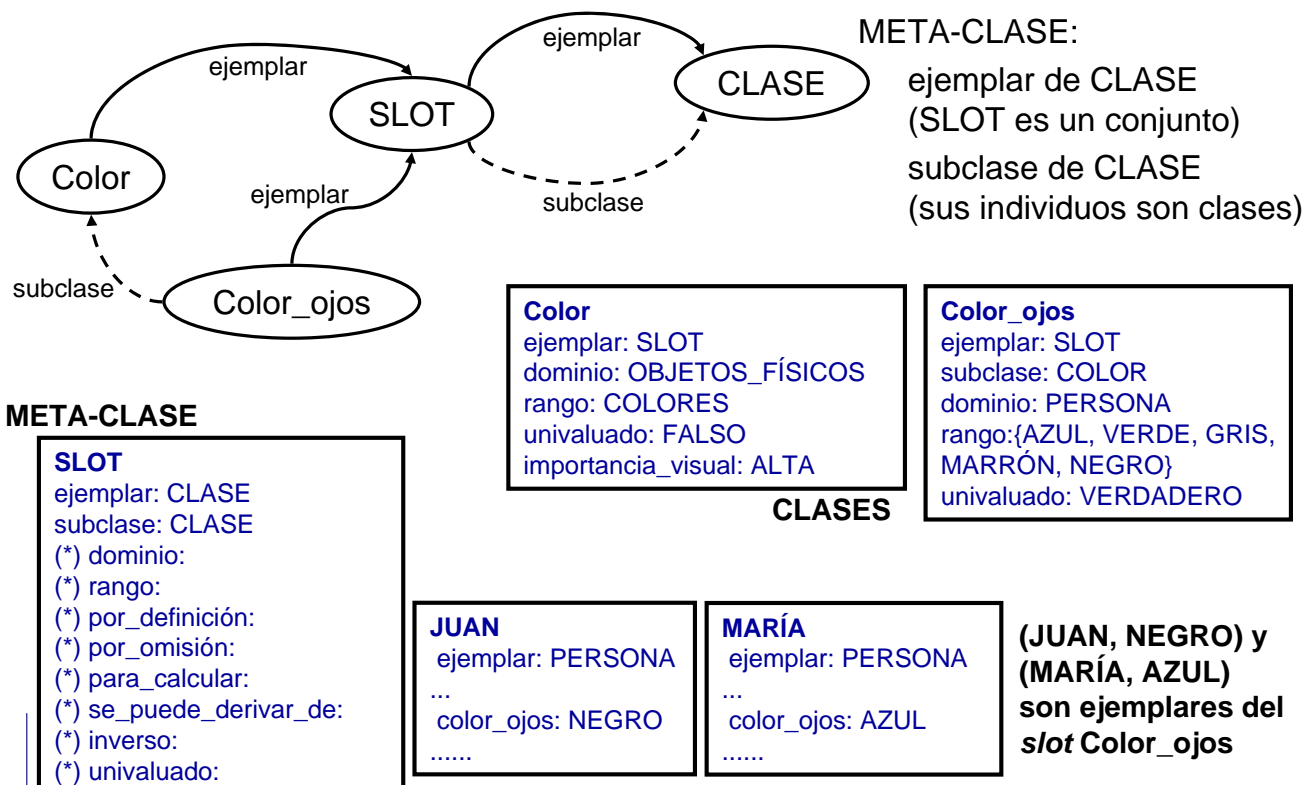 ejemplar
ejemplar
META-CLASE:
ejemplar de CLASE
(SLOT es un conjunto)
subclase de CLASE
(sus individuos son clases)
SLOT
CLASE
Color
ejemplar
subclase
subclase
Color_ojos
Color
ejemplar: SLOT
dominio: OBJETOS_FÍSICOS
rango: COLORES
univaluado: FALSO
importancia_visual: ALTA
Color_ojos
ejemplar: SLOT
subclase: COLOR
dominio: PERSONA
rango:{AZUL, VERDE, GRIS,
MARRÓN, NEGRO}
univaluado: VERDADERO
CLASES
META-CLASE
SLOT
ejemplar: CLASE
subclase: CLASE
(*) dominio:
(*) rango:
(*) por_definición:
(*) por_omisión:
(*) para_calcular:
(*) se_puede_derivar_de:
(*) inverso:
(*) univaluado:
JUAN
ejemplar: PERSONA
...
color_ojos: NEGRO
......
MARÍA
ejemplar: PERSONA
...
color_ojos: AZUL
......
(JUAN, NEGRO) y
(MARÍA, AZUL)
son ejemplares del
slot Color_ojos